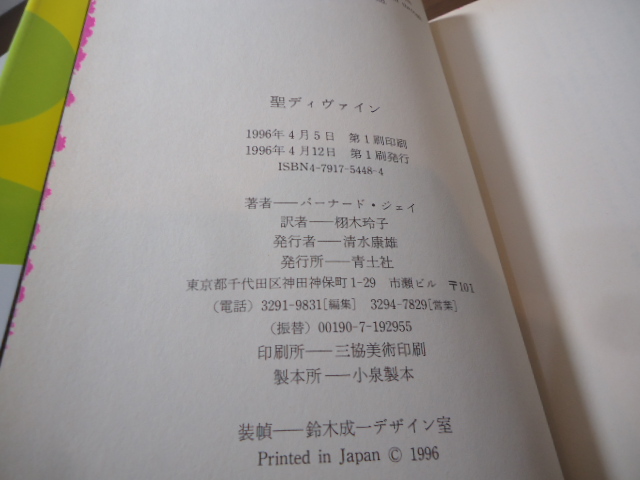 聖ディヴァイン
1996年4月5日 第1刷印刷
1996年4月12日 第1刷発行
ISBN4-7917-5448-4
著者──バーナード・ジェイ
訳者──栩木玲子
発行者──清水康雄
発行所──青土社
東京都千代田区神田神保町1-29 市瀬ビル 〒101
(電話) 3291-9831[編集] 3294-7829[営業]
(振替) 00190-7-192955
印刷所──三協美術印刷
製本所──小泉製本
装幀──鈴木成一デザイン室
Printed in Japan © 1996